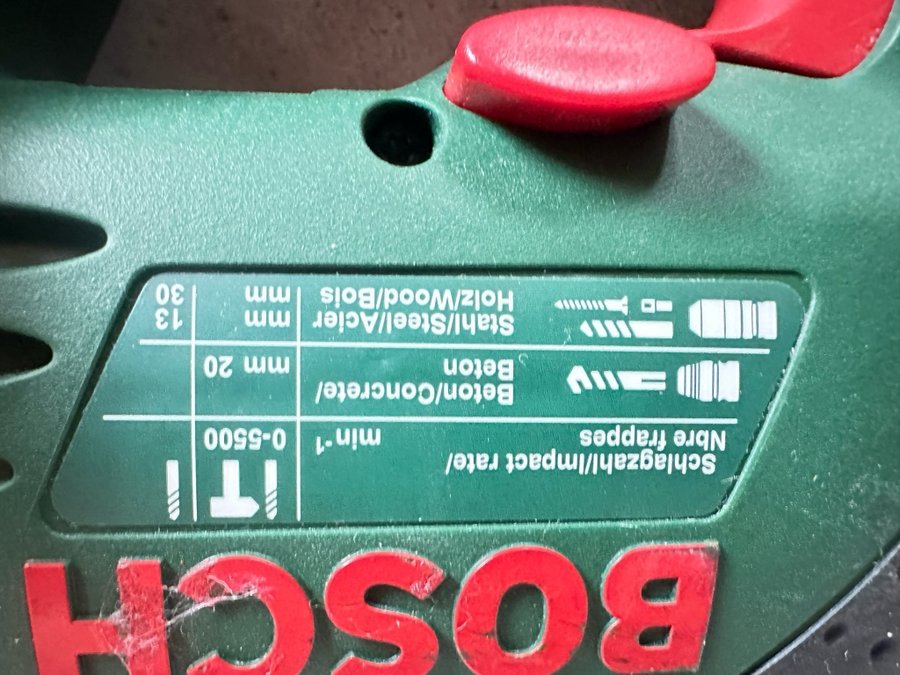 BOSCH
Schlagzahl/Impact rate/
Nbre frappes min⁻¹ 0-5500
Beton/Concrete/
Beton mm 20
Stahl/Steel/Acier mm 13
Holz/Wood/Bois mm 30